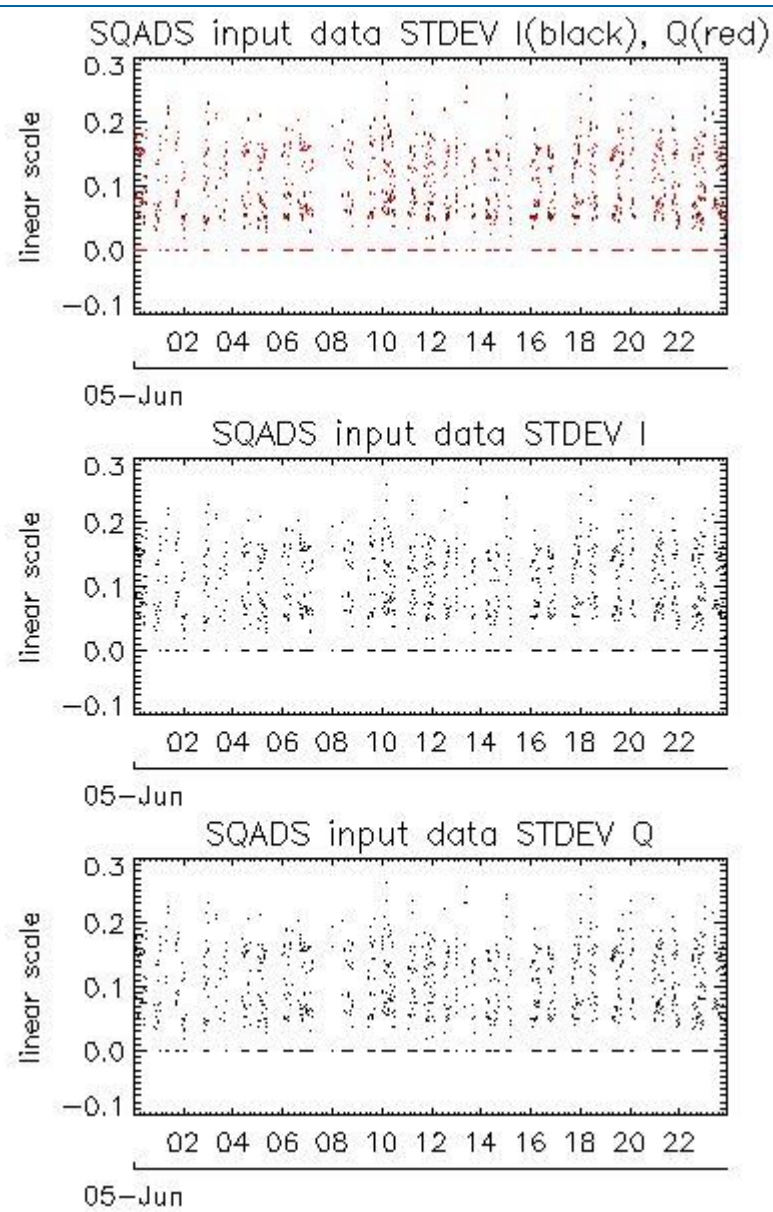 SQADS input data STDEV I(black), Q(red)
0.3
0.2
0.1
0.0
−0.1
linear scale
02 04 06 08 10 12 14 16 18 20 22
05−Jun
SQADS input data STDEV I
0.3
0.2
0.1
0.0
−0.1
linear scale
02 04 06 08 10 12 14 16 18 20 22
05−Jun
SQADS input data STDEV Q
0.3
0.2
0.1
0.0
−0.1
linear scale
02 04 06 08 10 12 14 16 18 20 22
05−Jun